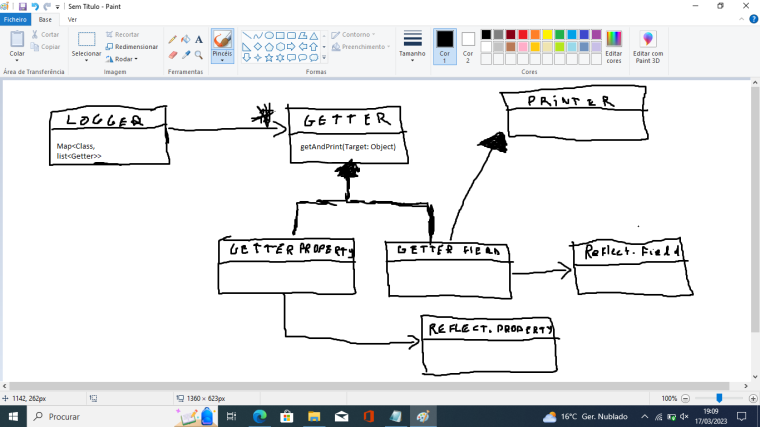 Sem Título - Paint
Ficheiro
Base
Ver
Colar
Cortar
Copiar
Área de Transferência
Selecionar
Recortar
Redimensionar
Rodar
Imagem
A
Ferramentas
Pincéis
Contorno
Preenchimento
Formas
Tamanho
Cor
1
Cor
2
Editar
cores
Editar com
Paint 3D
Cores
LOGGER
Map<Class,
list<Getter>>
*
GETTER
getAndPrint(Target: Object)
PRiNTER
GETTERPROPERTY
GETTER FIELD
Reflect.Field
REFLECT.PROPERTY
1142, 262px
1360 × 623px
100%
Procurar
16°C Ger. Nublado
19:09
17/03/2023